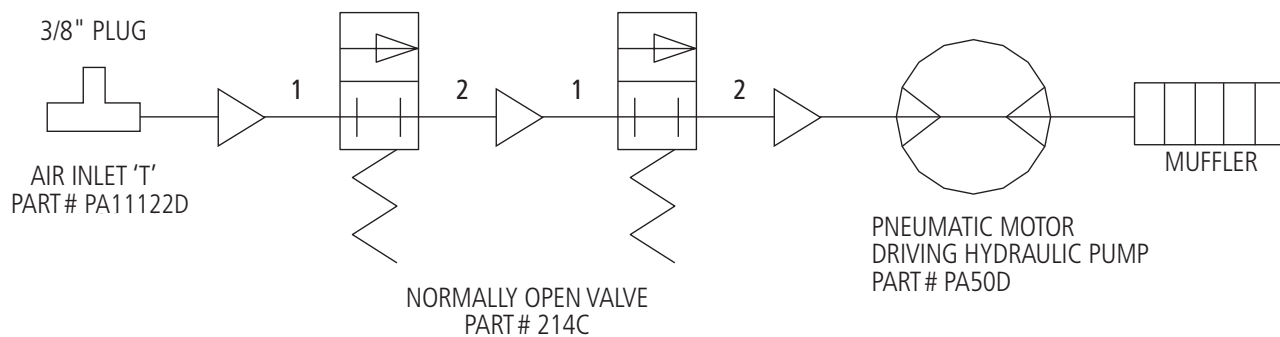 3/8" PLUG
1
2
1
2
AIR INLET ‘T’
PART# PA11122D
MUFFLER
PNEUMATIC MOTOR
DRIVING HYDRAULIC PUMP
PART# PA50D
NORMALLY OPEN VALVE
PART# 214C